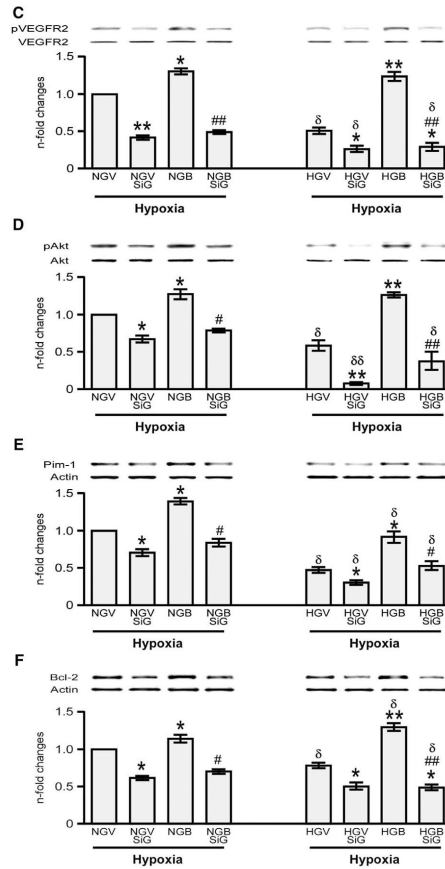 C
pVEGFR2
VEGFR2
n-fold changes
1.5
1.0
0.5
0
**
*
##
δ
δ
*
**
δ
##
*
NGV
NGV
SiG
NGB
NGB
SiG
HGV
HGV
SiG
HGB
HGB
SiG
Hypoxia
Hypoxia
D
pAkt
Akt
n-fold changes
1.5
1.0
0.5
0
*
*
#
δ
δδ
**
**
δ
##
NGV
NGV
SiG
NGB
NGB
SiG
HGV
HGV
SiG
HGB
HGB
SiG
Hypoxia
Hypoxia
E
Pim-1
Actin
n-fold changes
1.5
1.0
0.5
0
*
*
#
δ
δ
*
δ
*
δ
#
NGV
NGV
SiG
NGB
NGB
SiG
HGV
HGV
SiG
HGB
HGB
SiG
Hypoxia
Hypoxia
F
Bcl-2
Actin
n-fold changes
1.5
1.0
0.5
0
*
*
#
δ
*
δ
**
δ
##
*
NGV
NGV
SiG
NGB
NGB
SiG
HGV
HGV
SiG
HGB
HGB
SiG
Hypoxia
Hypoxia